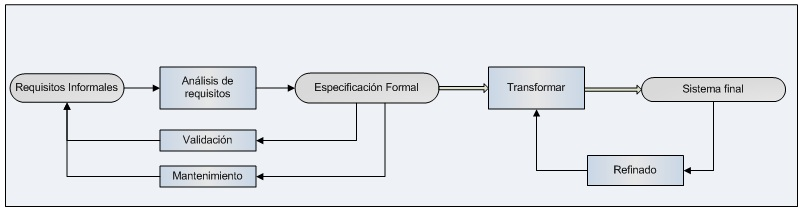 Requisitos Informales
Análisis de
requisitos
Especificación Formal
Transformar
Sistema final
Validación
Mantenimiento
Refinado